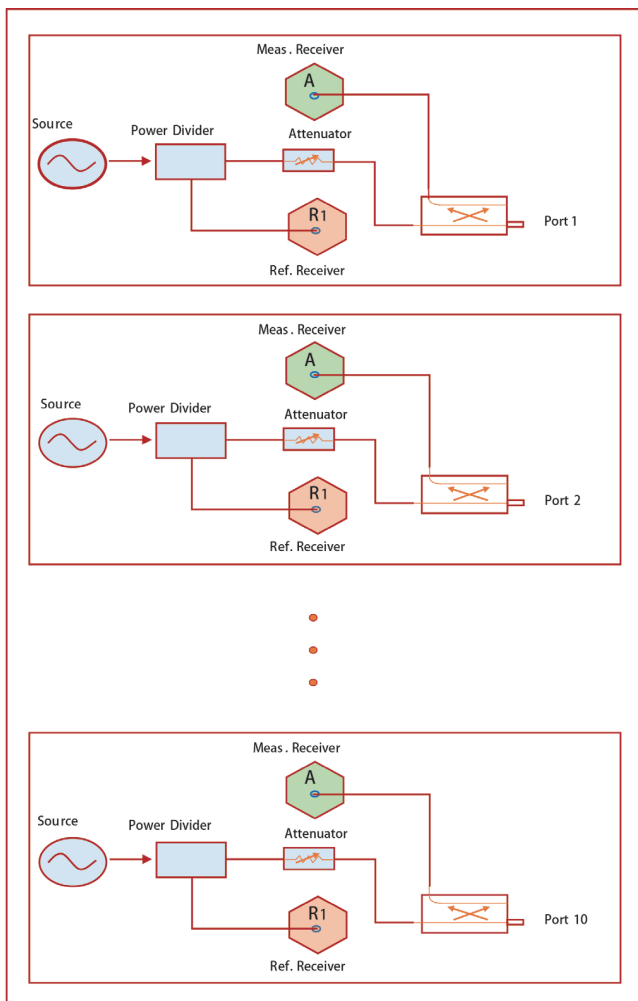 Meas . Receiver
A
Source
Power Divider
Attenuator
R1
Port 1
Ref. Receiver
Meas . Receiver
A
Source
Power Divider
Attenuator
R1
Port 2
Ref. Receiver
Meas . Receiver
A
Source
Power Divider
Attenuator
R1
Port 10
Ref. Receiver